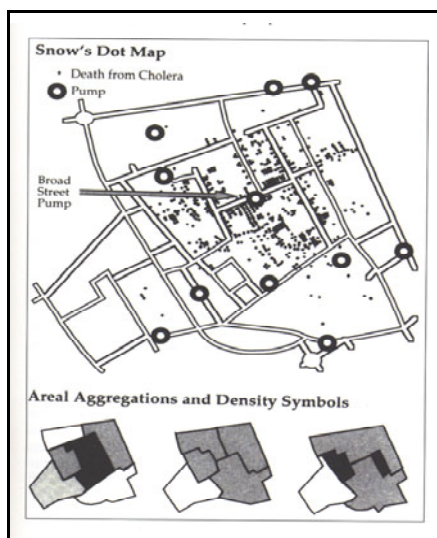 Snow's Dot Map
Death from Cholera
Pump
Broad
Street
Pump
Areal Aggregations and Density Symbols